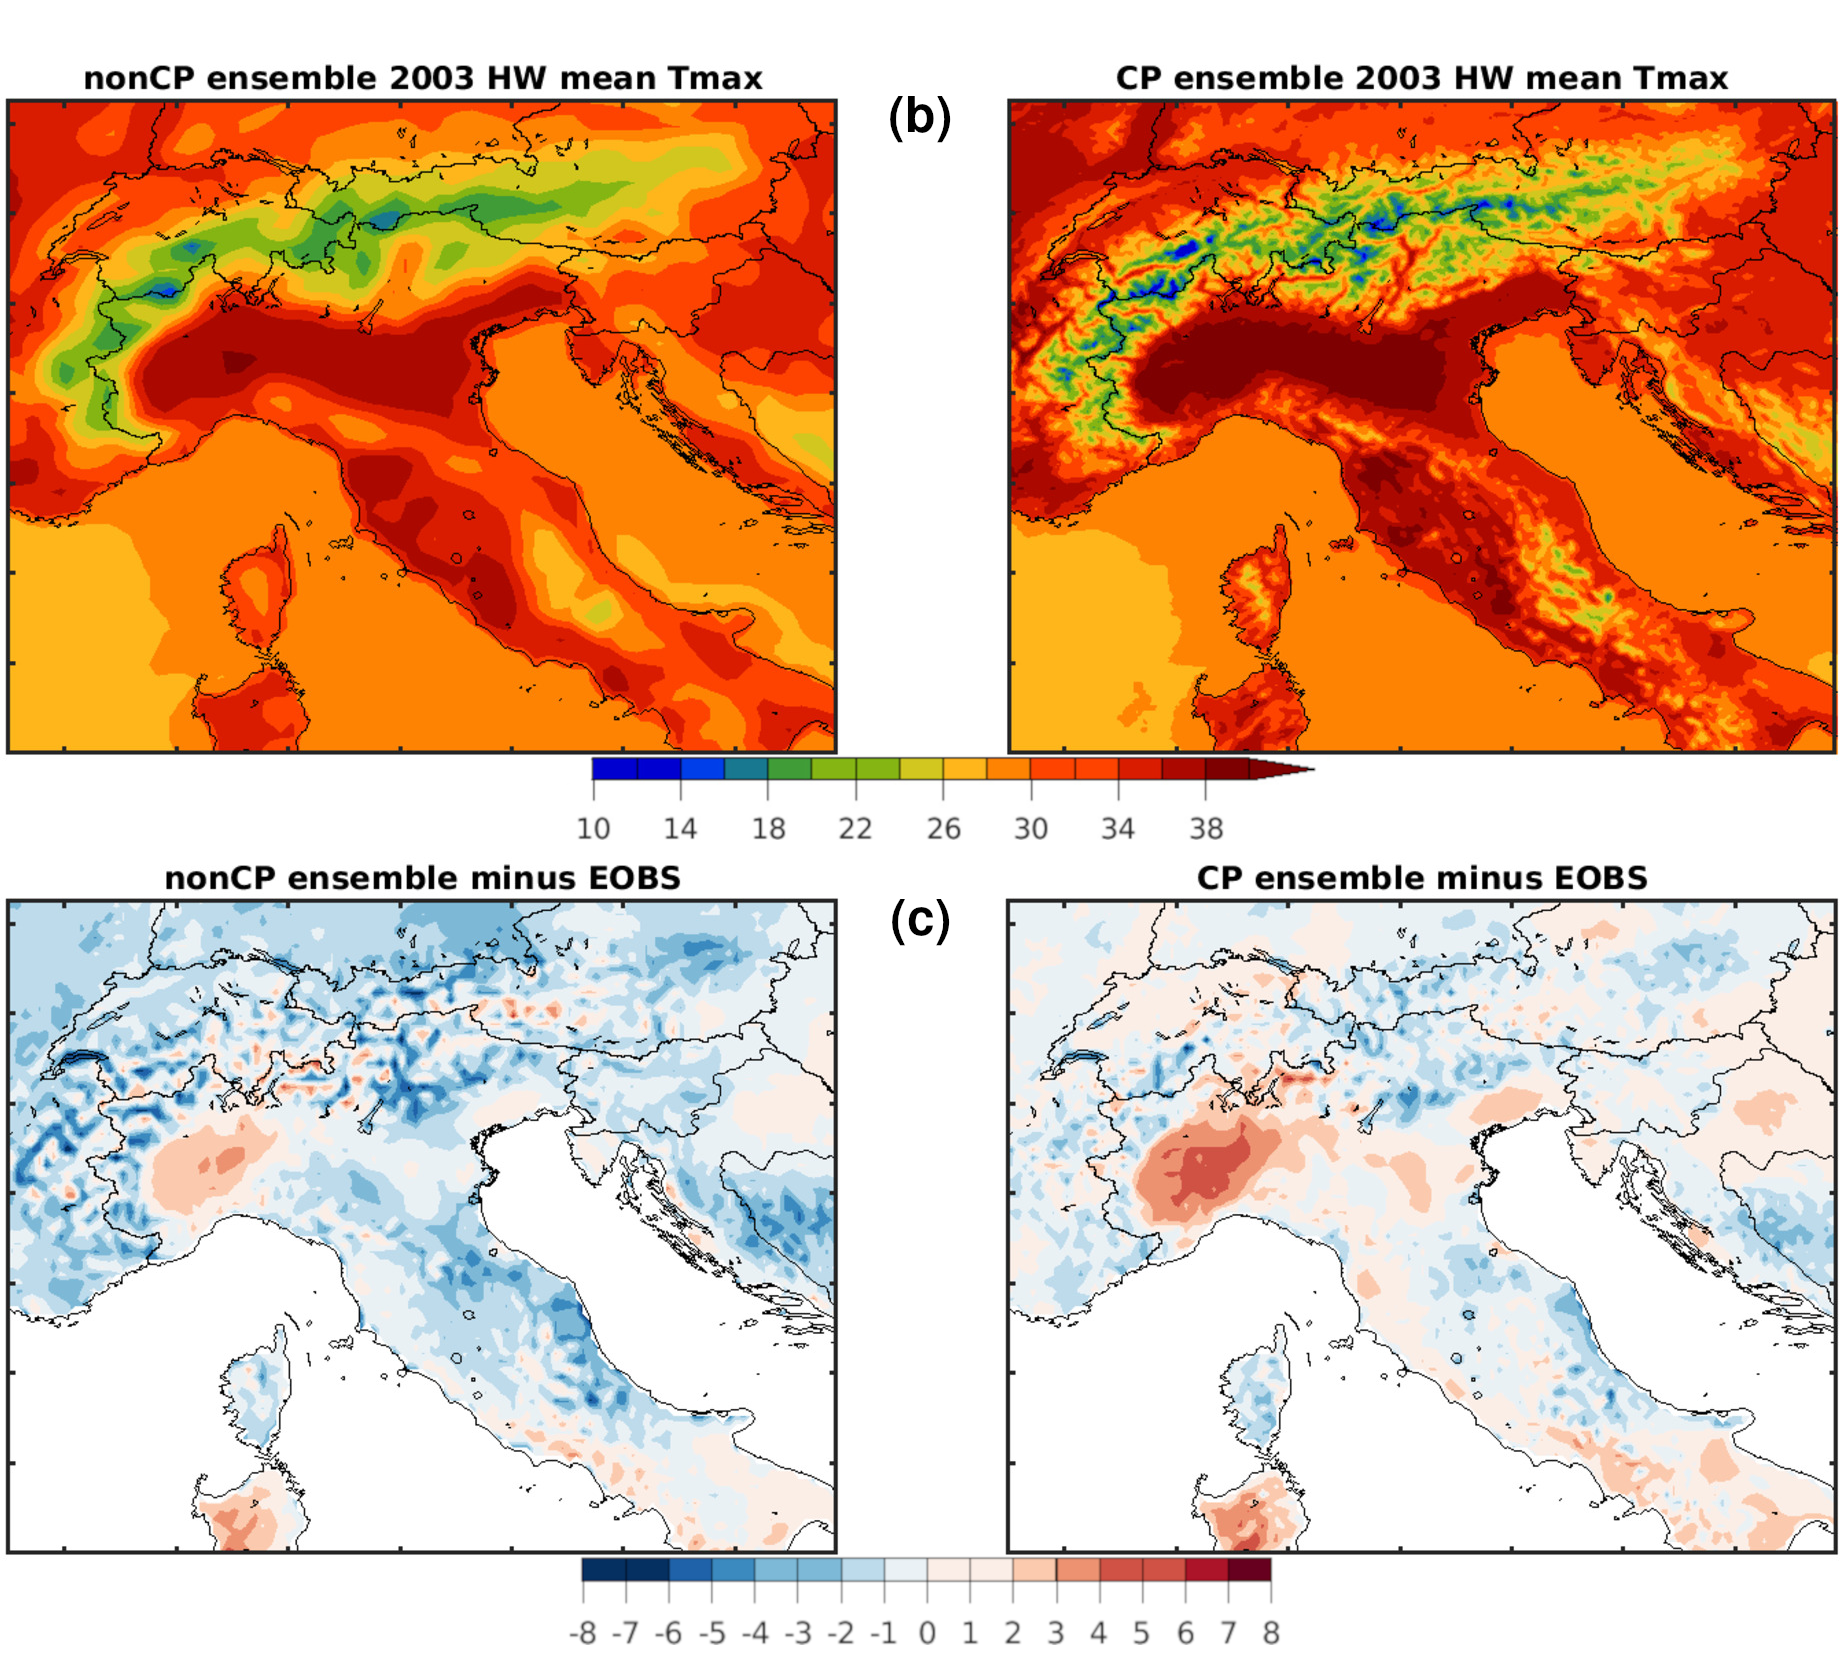 nonCP ensemble 2003 HW mean Tmax
(b)
CP ensemble 2003 HW mean Tmax
10 14 18 22 26 30 34 38
nonCP ensemble minus EOBS
(c)
CP ensemble minus EOBS
-8 -7 -6 -5 -4 -3 -2 -1 0 1 2 3 4 5 6 7 8